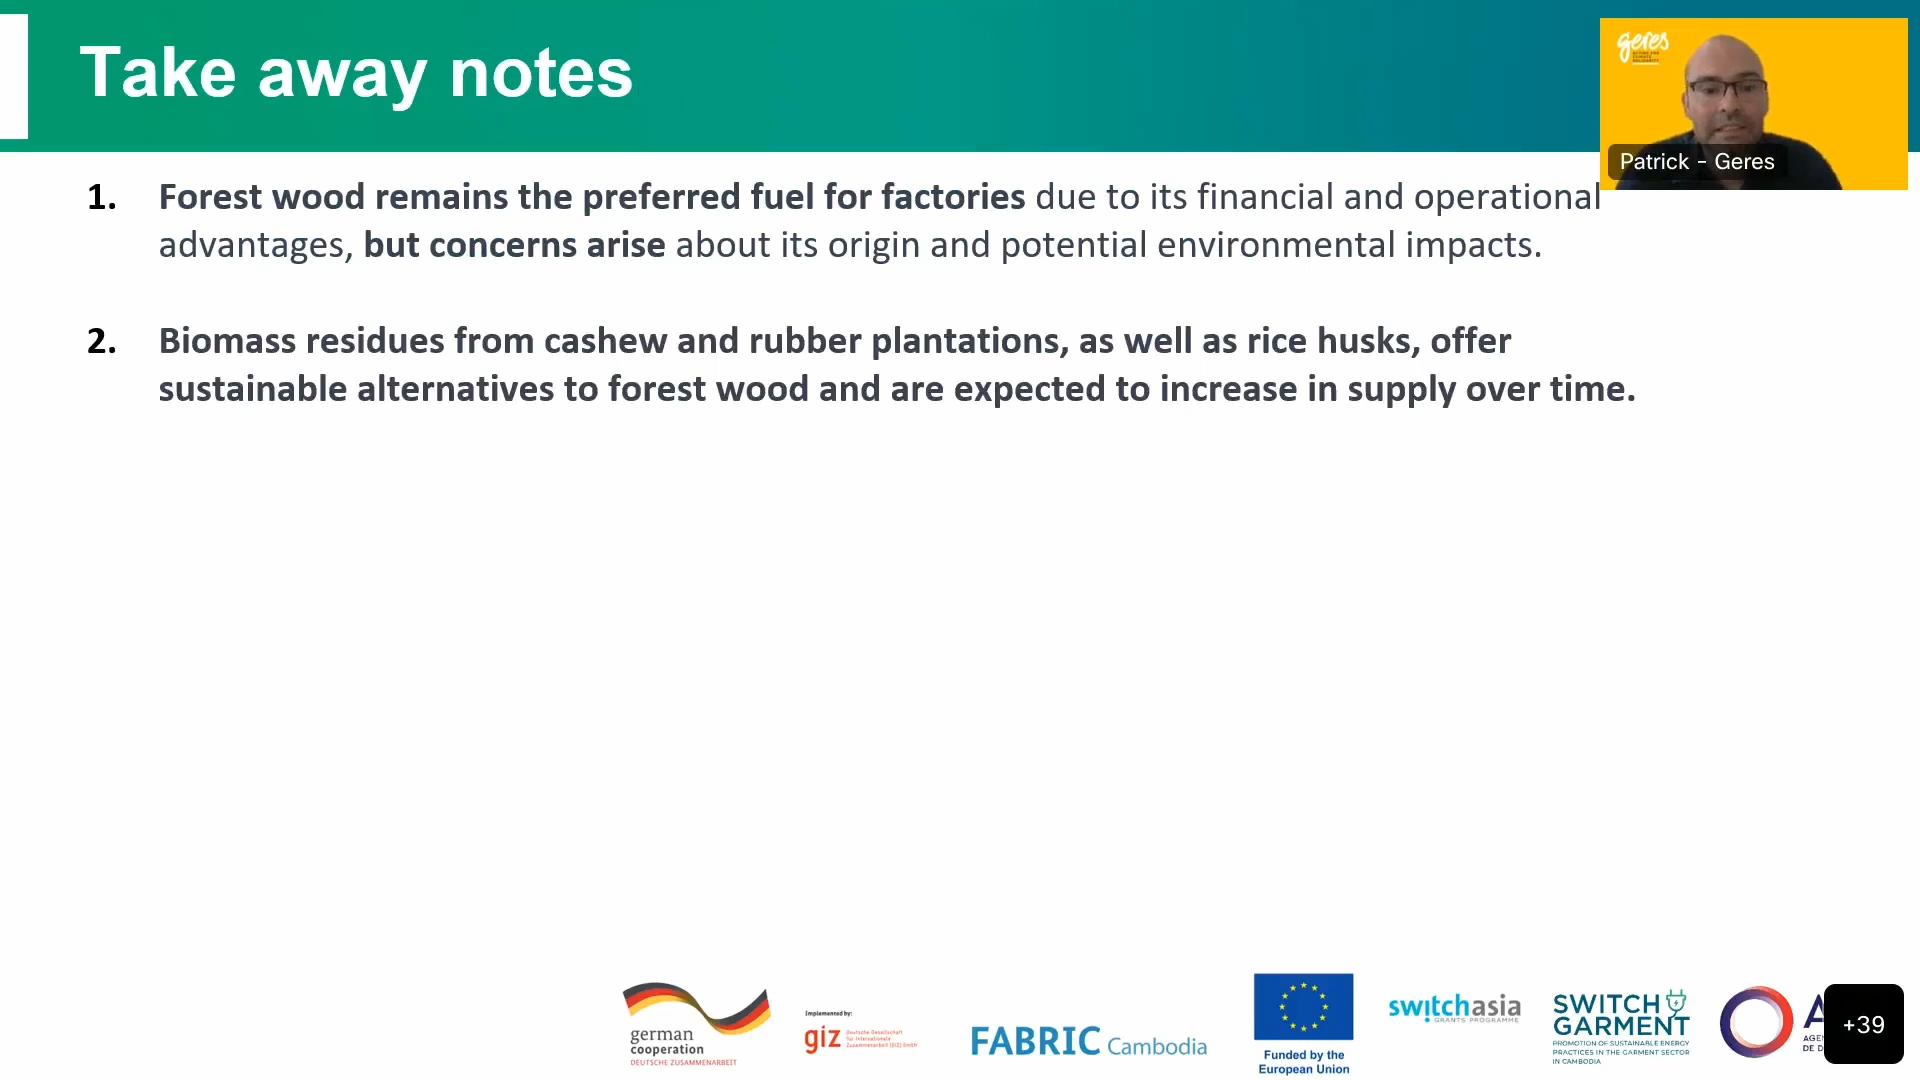 Take away notes
geres
Patrick - Geres
1. Forest wood remains the preferred fuel for factories due to its financial and operational
advantages, but concerns arise about its origin and potential environmental impacts.
2. Biomass residues from cashew and rubber plantations, as well as rice husks, offer
sustainable alternatives to forest wood and are expected to increase in supply over time.
german
cooperation
DEUTSCHE ZUSAMMENARBEIT
Implemented by:
giz
Deutsche Gesellschaft
für Internationale
Zusammenarbeit (GIZ) GmbH
FABRIC Cambodia
Funded by the
European Union
switchasia
GRANTS PROGRAMME
SWITCH
GARMENT
PROMOTION OF SUSTAINABLE ENERGY
PRACTICES IN THE GARMENT SECTOR
IN CAMBODIA
+39